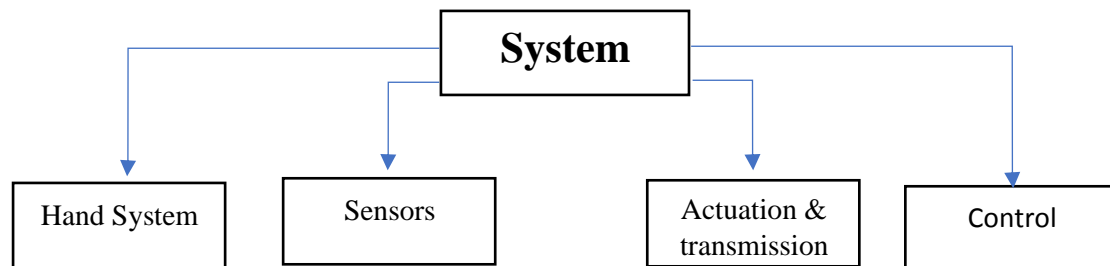 System
Hand System
Sensors
Actuation &
transmission
Control